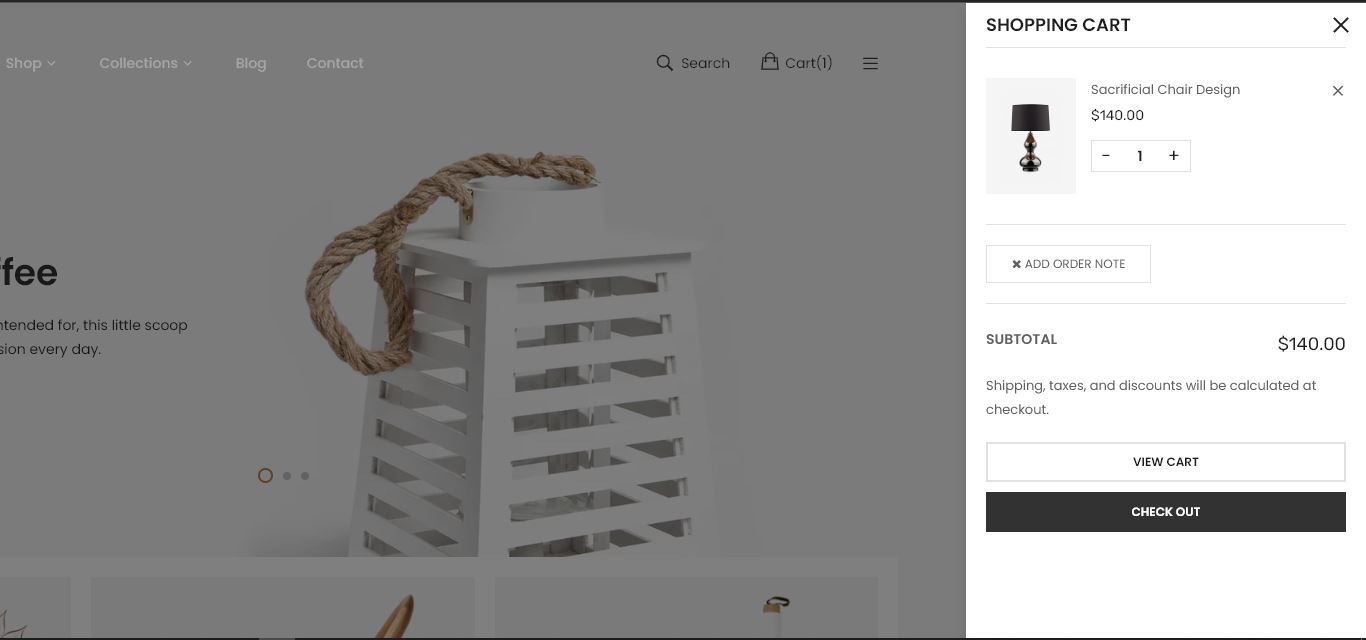 Shop
Collections
Blog
Contact
Search
Cart(1)
ffee
ntended for, this little scoop
sion every day.
SHOPPING CART
Sacrificial Chair Design
$140.00
- 1 +
✖ ADD ORDER NOTE
SUBTOTAL
$140.00
Shipping, taxes, and discounts will be calculated at
checkout.
VIEW CART
CHECK OUT